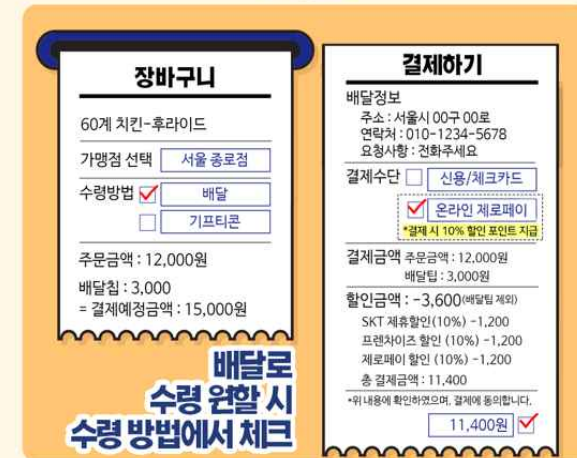 장바구니
60계 치킨-후라이드
가맹점 선택 서울 종로점
수령방법 배달
기프티콘
주문금액 : 12,000원
배달칩 : 3,000
= 결제예정금액 : 15,000원
배달로
수령 원할 시
수령 방법에서 체크
결제하기
배달정보
주소 : 서울시 00구 00로
연락처 : 010-1234-5678
요청사항 : 전화주세요
결제수단 신용/체크카드
온라인 제로페이
*결제 시 10% 할인 포인트 지급
결제금액 주문금액 : 12,000원
배달팁 : 3,000원
할인금액 : -3,600(배달팁 제외)
SKT 제휴할인(10%) -1,200
프렌차이즈 할인 (10%) -1,200
제로페이 할인 (10%) -1,200
총 결제금액 : 11,400
*위 내용에 확인하였으며, 결제에 동의합니다.
11,400원